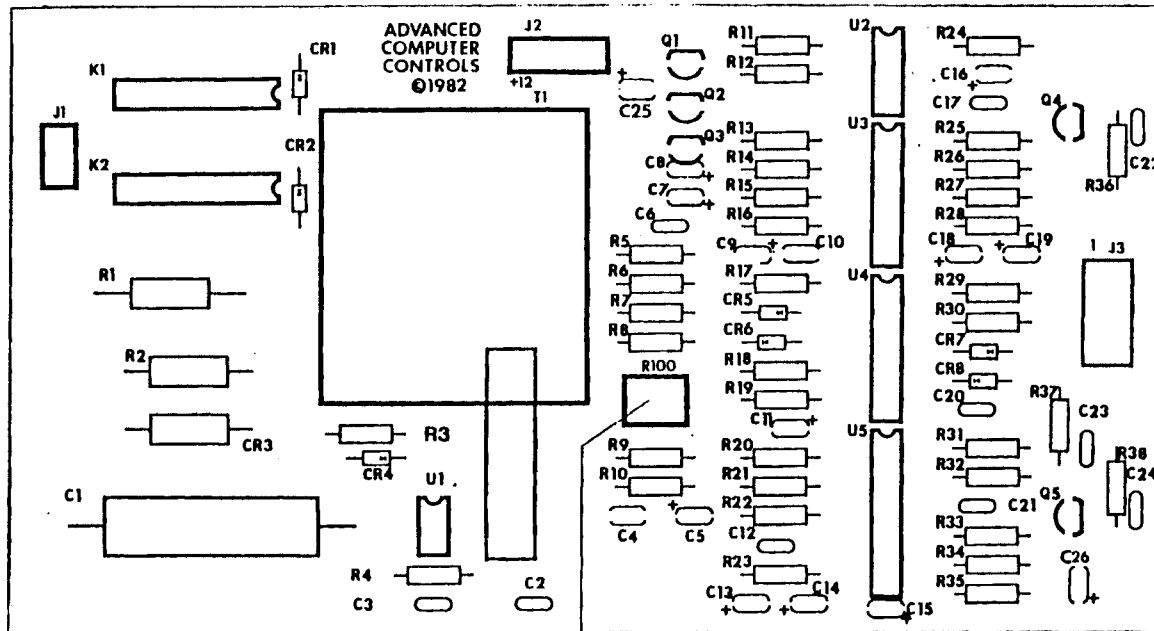 ADVANCED
COMPUTER
CONTROLS
©1982
J2
+12
T1
CR1
K1
J1
CR2
K2
R1
R2
CR3
R3
CR4
C1
U1
R4
C3
C2
+
C25
Q1
Q2
Q3
C8
+
C7
+
C6
R5
R6
R7
R8
R100
R9
R10
+
C4
C5
R11
R12
R13
R14
R15
R16
C9
+
C10
R17
CR5
CR6
R18
R19
C11
+
R20
R21
R22
C12
R23
C13
+
C14
+
U2
U3
U4
U5
C15
+
R24
C16
+
C17
R25
R26
R27
R28
C18
+
C19
+
R29
R30
CR7
CR8
C20
R31
R32
C21
R33
R34
R35
Q4
R36
C22
1
J3
R37
C23
R38
C24
Q5
C26
+